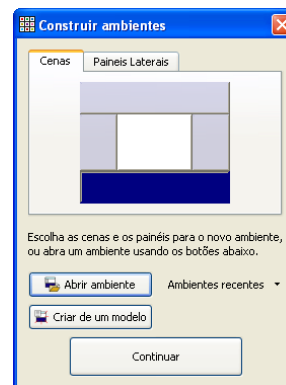 Construir ambientes
Cenas Paineis Laterais
Escolha as cenas e os painéis para o novo ambiente,
ou abra um ambiente usando os botões abaixo.
Abrir ambiente Ambientes recentes
Criar de um modelo
Continuar